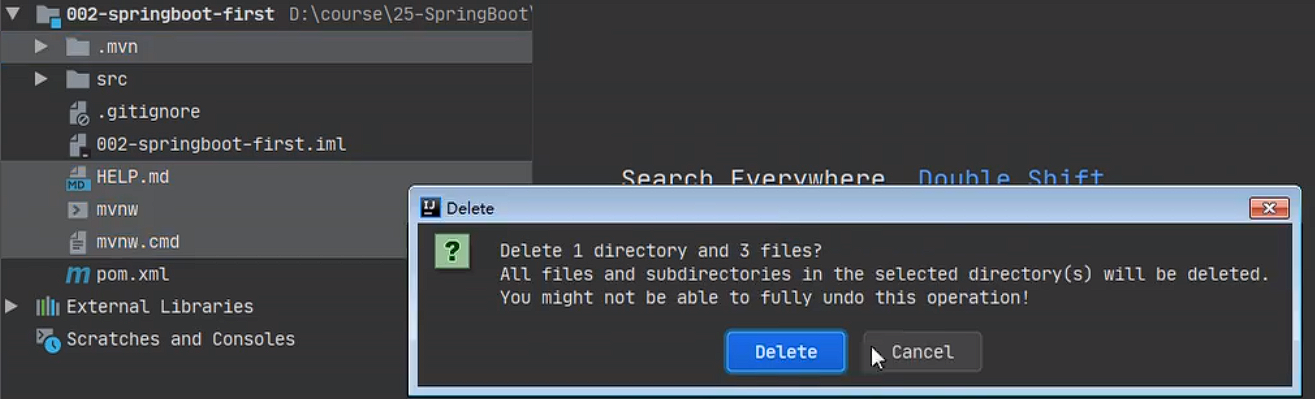 002-springboot-first D:\course\25-SpringBoot\
.mvn
src
.gitignore
002-springboot-first.iml
HELP.md
mvnw
mvnw.cmd
pom.xml
External Libraries
Scratches and Consoles
Search Everywhere Double Shift
Delete
Delete 1 directory and 3 files?
All files and subdirectories in the selected directory(s) will be deleted.
You might not be able to fully undo this operation!
Delete Cancel